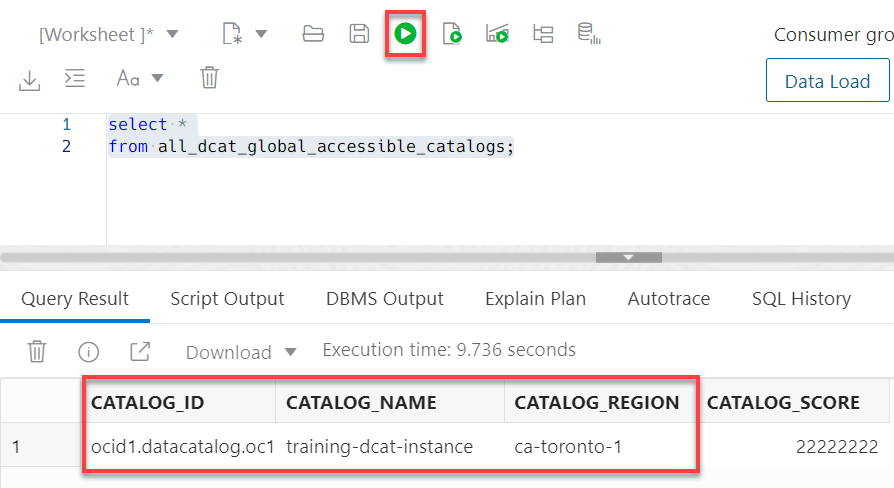 [Worksheet ]*
Consumer gro
Aa
Data Load
1 select *
2 from all_dcat_global_accessible_catalogs;
Query Result Script Output DBMS Output Explain Plan Autotrace SQL History
Download Execution time: 9.736 seconds
CATALOG_ID CATALOG_NAME CATALOG_REGION CATALOG_SCORE
1 ocid1.datacatalog.oc1 training-dcat-instance ca-toronto-1 22222222